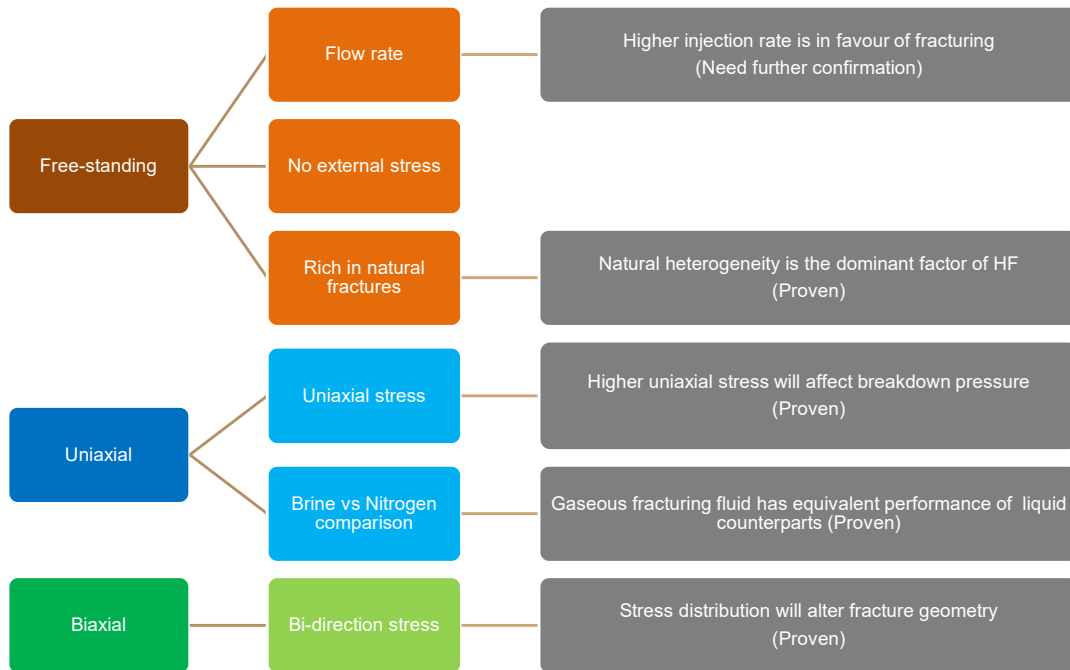 Free-standing
Flow rate
Higher injection rate is in favour of fracturing
(Need further confirmation)
No external stress
Rich in natural
fractures
Natural heterogeneity is the dominant factor of HF
(Proven)
Uniaxial
Uniaxial stress
Higher uniaxial stress will affect breakdown pressure
(Proven)
Brine vs Nitrogen
comparison
Gaseous fracturing fluid has equivalent performance of  liquid
counterparts (Proven)
Biaxial
Bi-direction stress
Stress distribution will alter fracture geometry
(Proven)